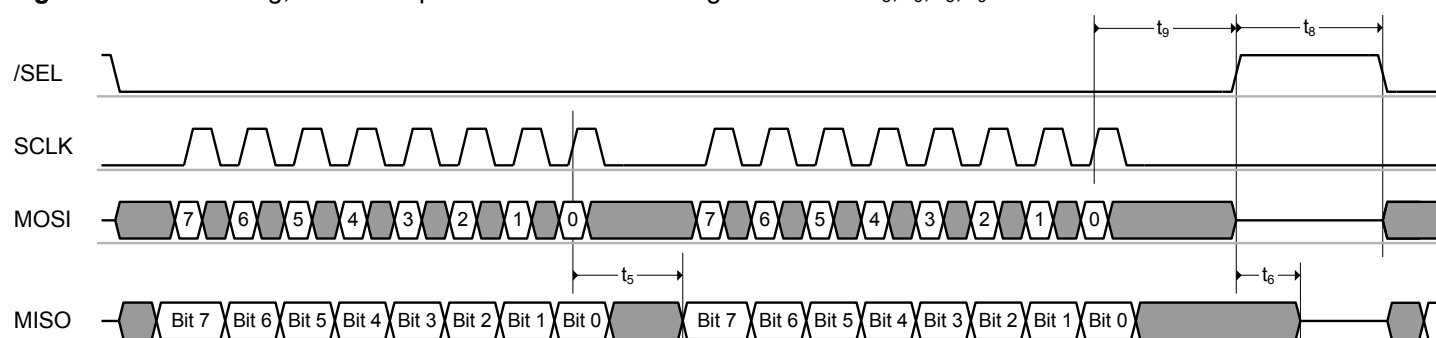 t₉ t₈
/SEL
SCLK
MOSI 7 6 5 4 3 2 1 0 7 6 5 4 3 2 1 0
t₅ t₆
MISO Bit 7 Bit 6 Bit 5 Bit 4 Bit 3 Bit 2 Bit 1 Bit 0 Bit 7 Bit 6 Bit 5 Bit 4 Bit 3 Bit 2 Bit 1 Bit 0